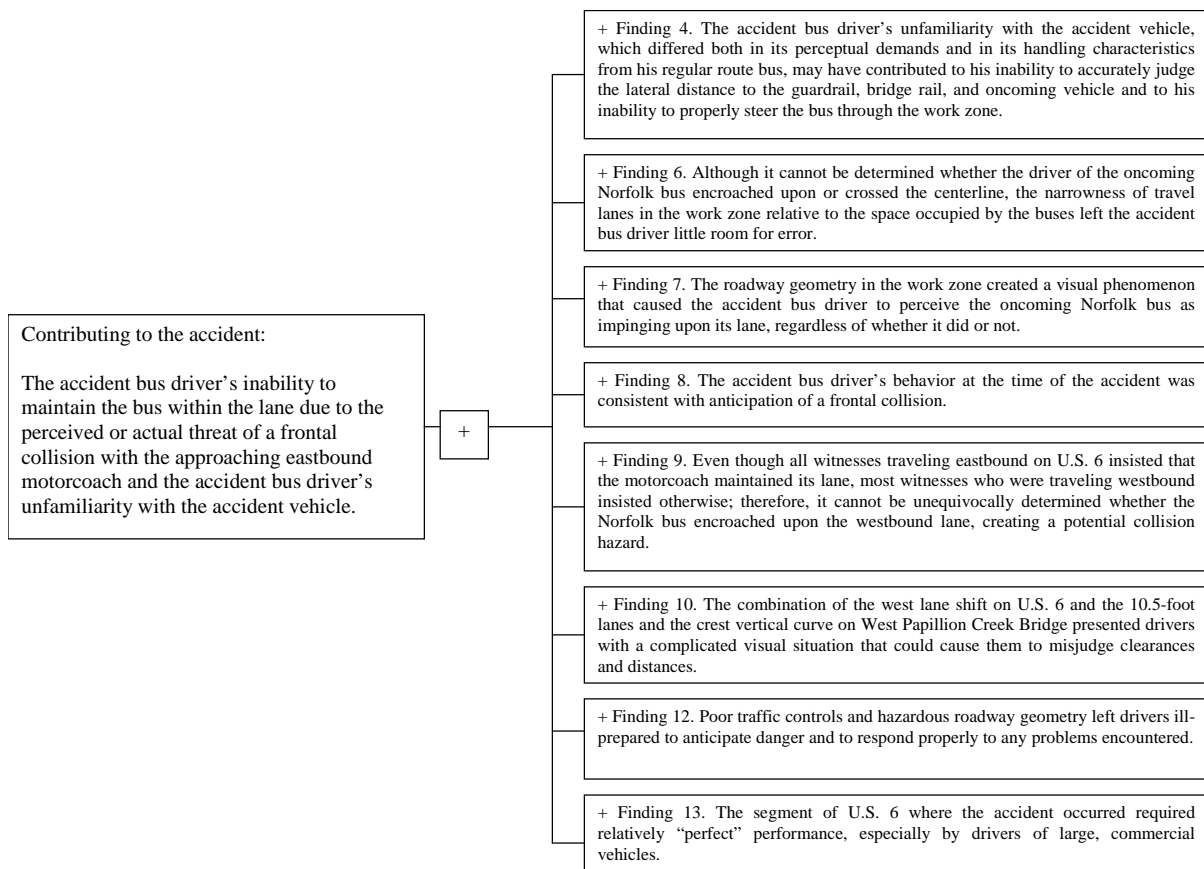 Contributing to the accident:
The accident bus driver’s inability to
maintain the bus within the lane due to the
perceived or actual threat of a frontal
collision with the approaching eastbound
motorcoach and the accident bus driver’s
unfamiliarity with the accident vehicle.
+
+ Finding 4. The accident bus driver’s unfamiliarity with the accident vehicle,
which differed both in its perceptual demands and in its handling characteristics
from his regular route bus, may have contributed to his inability to accurately judge
the lateral distance to the guardrail, bridge rail, and oncoming vehicle and to his
inability to properly steer the bus through the work zone.
+ Finding 6. Although it cannot be determined whether the driver of the oncoming
Norfolk bus encroached upon or crossed the centerline, the narrowness of travel
lanes in the work zone relative to the space occupied by the buses left the accident
bus driver little room for error.
+ Finding 7. The roadway geometry in the work zone created a visual phenomenon
that caused the accident bus driver to perceive the oncoming Norfolk bus as
impinging upon its lane, regardless of whether it did or not.
+ Finding 8. The accident bus driver’s behavior at the time of the accident was
consistent with anticipation of a frontal collision.
+ Finding 9. Even though all witnesses traveling eastbound on U.S. 6 insisted that
the motorcoach maintained its lane, most witnesses who were traveling westbound
insisted otherwise; therefore, it cannot be unequivocally determined whether the
Norfolk bus encroached upon the westbound lane, creating a potential collision
hazard.
+ Finding 10. The combination of the west lane shift on U.S. 6 and the 10.5-foot
lanes and the crest vertical curve on West Papillion Creek Bridge presented drivers
with a complicated visual situation that could cause them to misjudge clearances
and distances.
+ Finding 12. Poor traffic controls and hazardous roadway geometry left drivers ill-
prepared to anticipate danger and to respond properly to any problems encountered.
+ Finding 13. The segment of U.S. 6 where the accident occurred required
relatively “perfect” performance, especially by drivers of large, commercial
vehicles.